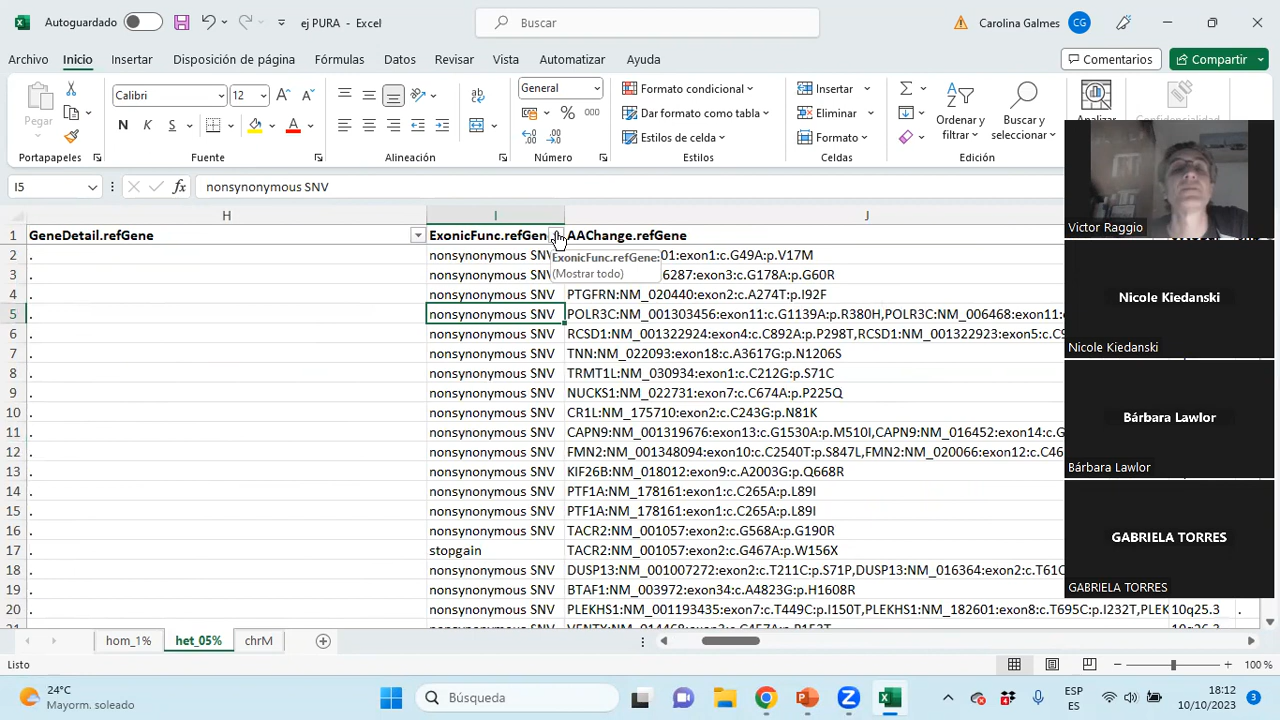 Autoguardado
ej PURA - Excel
Buscar
Carolina Galmes
CG
Archivo Inicio Insertar Disposición de página Fórmulas Datos Revisar Vista Automatizar Ayuda
Comentarios
Compartir
Pegar
Portapapeles
Calibri
12
N K S
Fuente
Alineación
General
% 000
Número
Formato condicional
Dar formato como tabla
Estilos de celda
Estilos
Insertar
Eliminar
Formato
Celdas
Ordenar y filtrar
Buscar y seleccionar
Edición
Analizar
Confidencialidad
I5
fx
nonsynonymous SNV
H I J
1 GeneDetail.refGene ExonicFunc.refGen AAChange.refGene
ExonicFunc.refGene:
(Mostrar todo)
2 . nonsynonymous SNV 01:exon1:c.G49A:p.V17M
3 . nonsynonymous SNV 6287:exon3:c.G178A:p.G60R
4 . nonsynonymous SNV PTGFRN:NM_020440:exon2:c.A274T:p.I92F
5 . nonsynonymous SNV POLR3C:NM_001303456:exon11:c.G1139A:p.R380H,POLR3C:NM_006468:exon11:
6 . nonsynonymous SNV RCSD1:NM_001322924:exon4:c.C892A:p.P298T,RCSD1:NM_001322923:exon5:c.C9
7 . nonsynonymous SNV TNN:NM_022093:exon18:c.A3617G:p.N1206S
8 . nonsynonymous SNV TRMT1L:NM_030934:exon1:c.C212G:p.S71C
9 . nonsynonymous SNV NUCKS1:NM_022731:exon7:c.C674A:p.P225Q
10 . nonsynonymous SNV CR1L:NM_175710:exon2:c.C243G:p.N81K
11 . nonsynonymous SNV CAPN9:NM_001319676:exon13:c.G1530A:p.M510I,CAPN9:NM_016452:exon14:c.
12 . nonsynonymous SNV FMN2:NM_001348094:exon10:c.C2540T:p.S847L,FMN2:NM_020066:exon12:c.C46
13 . nonsynonymous SNV KIF26B:NM_018012:exon9:c.A2003G:p.Q668R
14 . nonsynonymous SNV PTF1A:NM_178161:exon1:c.C265A:p.L89I
15 . nonsynonymous SNV PTF1A:NM_178161:exon1:c.C265A:p.L89I
16 . nonsynonymous SNV TACR2:NM_001057:exon2:c.G568A:p.G190R
17 . stopgain TACR2:NM_001057:exon2:c.G467A:p.W156X
18 . nonsynonymous SNV DUSP13:NM_001007272:exon2:c.T211C:p.S71P,DUSP13:NM_016364:exon2:c.T61C
19 . nonsynonymous SNV BTAF1:NM_003972:exon34:c.A4823G:p.H1608R
20 . nonsynonymous SNV PLEKHS1:NM_001193435:exon7:c.T449C:p.I150T,PLEKHS1:NM_182601:exon8:c.T695C:p.I232T,PLEK 10q25.3 .
Victor Raggio
Nicole Kiedanski
Nicole Kiedanski
Bárbara Lawlor
Bárbara Lawlor
GABRIELA TORRES
GABRIELA TORRES
hom_1% het_05% chrM
Listo
100 %
24°C
Mayorm. soleado
Búsqueda
ESP
ES
18:12
10/10/2023